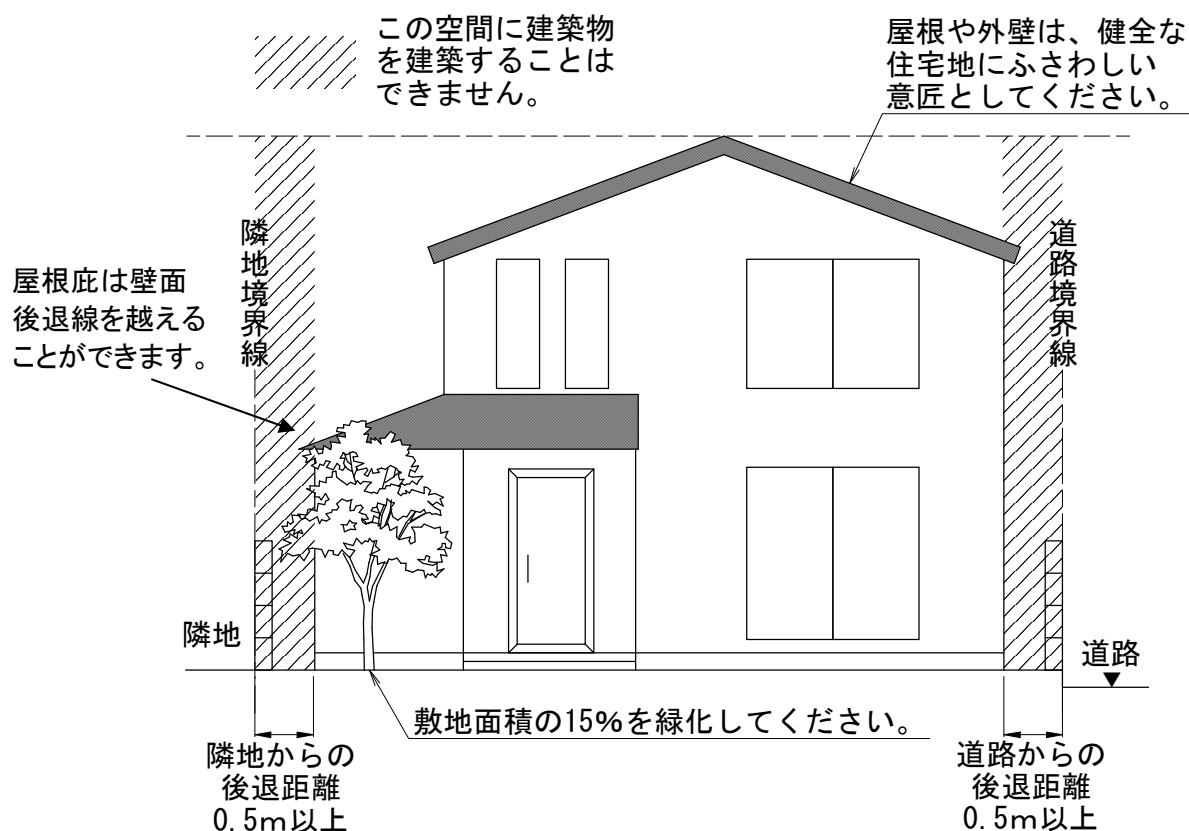 この空間に建築物
を建築することは
できません。
屋根や外壁は、健全な
住宅地にふさわしい
意匠としてください。
隣地境界線
道路境界線
屋根庇は壁面
後退線を越える
ことができます。
隣地
道路
敷地面積の15%を緑化してください。
隣地からの
後退距離
0.5m以上
道路からの
後退距離
0.5m以上